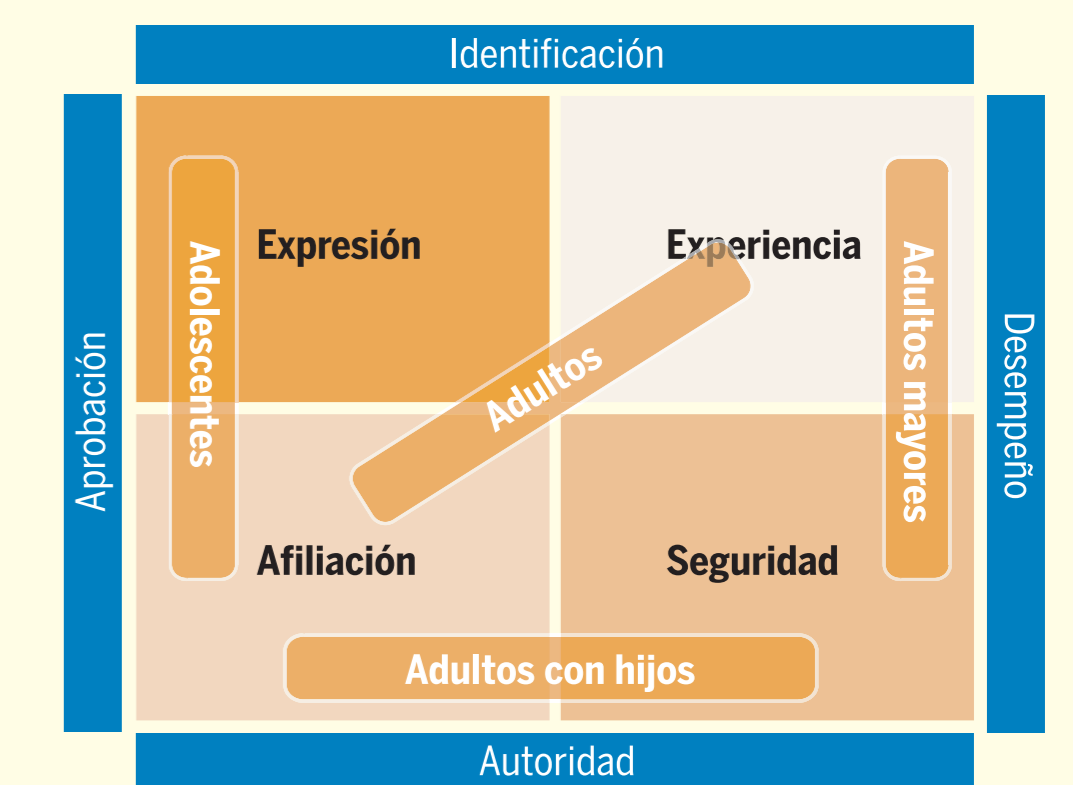 Identificación
Aprobación
Adolescentes
Expresión
Experiencia
Adultos
Adultos mayores
Desempeño
Afiliación
Seguridad
Adultos con hijos
Autoridad